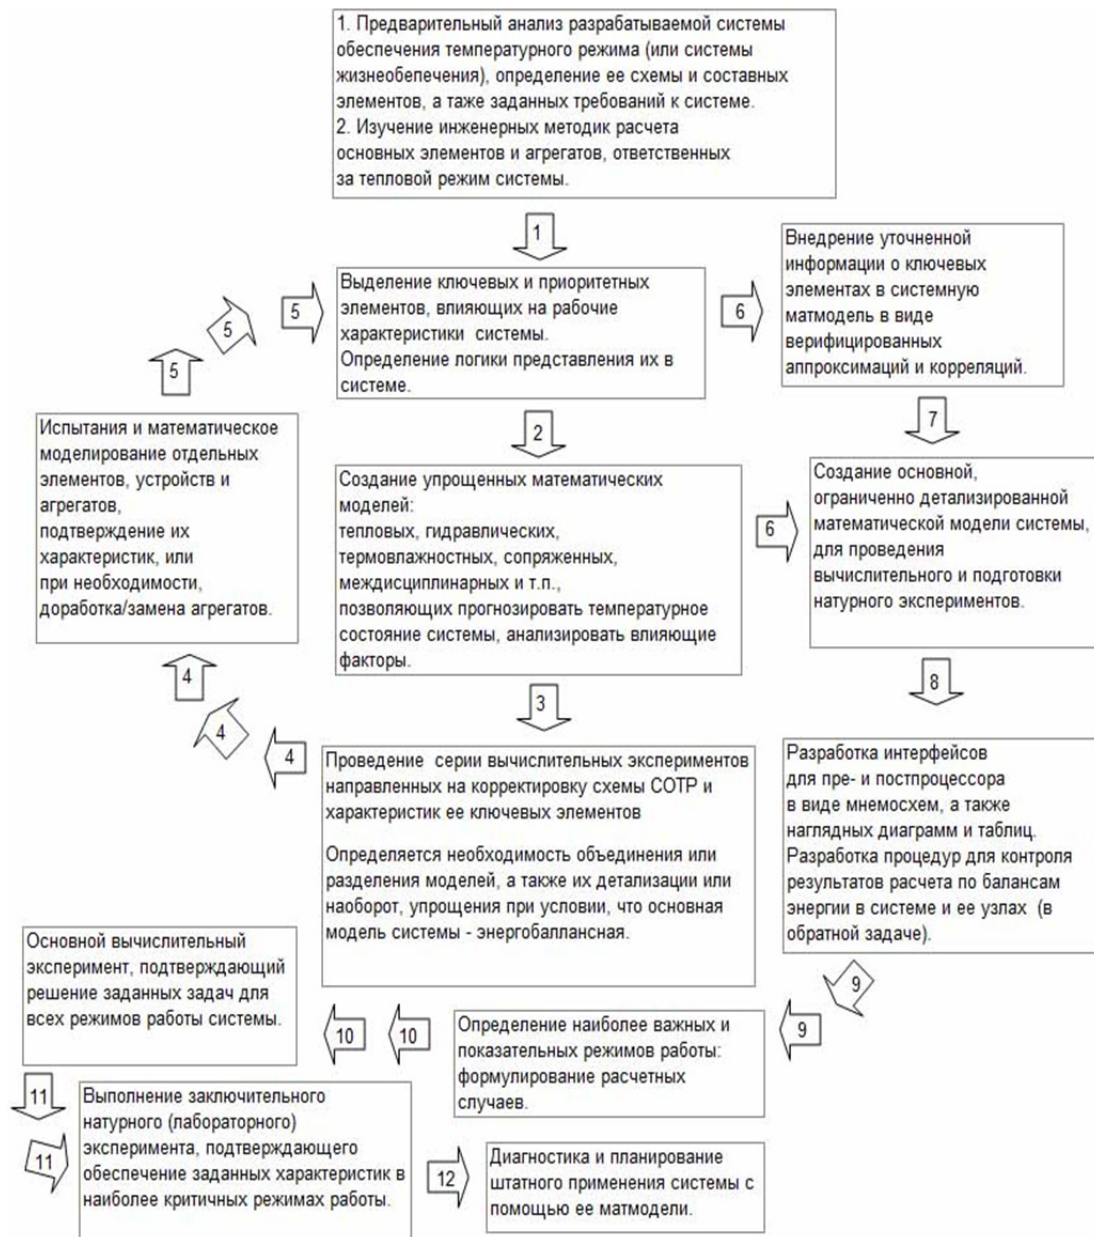 1. Предварительный анализ разрабатываемой системы
обеспечения температурного режима (или системы
жизнеобепечения), определение ее схемы и составных
элементов, а таже заданных требований к системе.
2. Изучение инженерных методик расчета
основных элементов и агрегатов, ответственных
за тепловой режим системы.
1
Выделение ключевых и приоритетных
элементов, влияющих на рабочие
характеристики системы.
Определение логики представления их в
системе.
5
5
5
6
Внедрение уточненной
информации о ключевых
элементах в системную
матмодель в виде
верифицированных
аппроксимаций и корреляций.
2
7
Испытания и математическое
моделирование отдельных
элементов, устройств и
агрегатов,
подтверждение их
характеристик, или
при необходимости,
доработка/замена агрегатов.
Создание упрощенных математических
моделей:
тепловых, гидравлических,
термовлажностных, сопряженных,
междисциплинарных и т.п.,
позволяющих прогнозировать температурное
состояние системы, анализировать влияющие
факторы.
6
Создание основной,
ограниченно детализированной
математической модели системы,
для проведения
вычислительного и подготовки
натурного экспериментов.
4
4
4
3
8
Проведение серии вычислительных экспериментов
направленных на корректировку схемы СОТР и
характеристик ее ключевых элементов
Определяется необходимость объединения или
разделения моделей, а также их детализации или
наоборот, упрощения при условии, что основная
модель системы - энергобаллансная.
Разработка интерфейсов
для пре- и постпроцессора
в виде мнемосхем, а также
наглядных диаграмм и таблиц.
Разработка процедур для контроля
результатов расчета по балансам
энергии в системе и ее узлах (в
обратной задаче).
9
9
Определение наиболее важных и
показательных режимов работы:
формулирование расчетных
случаев.
10
10
Основной вычислительный
эксперимент, подтверждающий
решение заданных задач для
всех режимов работы системы.
11
11
Выполнение заключительного
натурного (лабораторного)
эксперимента, подтверждающего
обеспечение заданных характеристик в
наиболее критичных режимах работы.
12
Диагностика и планирование
штатного применения системы с
помощью ее матмодели.